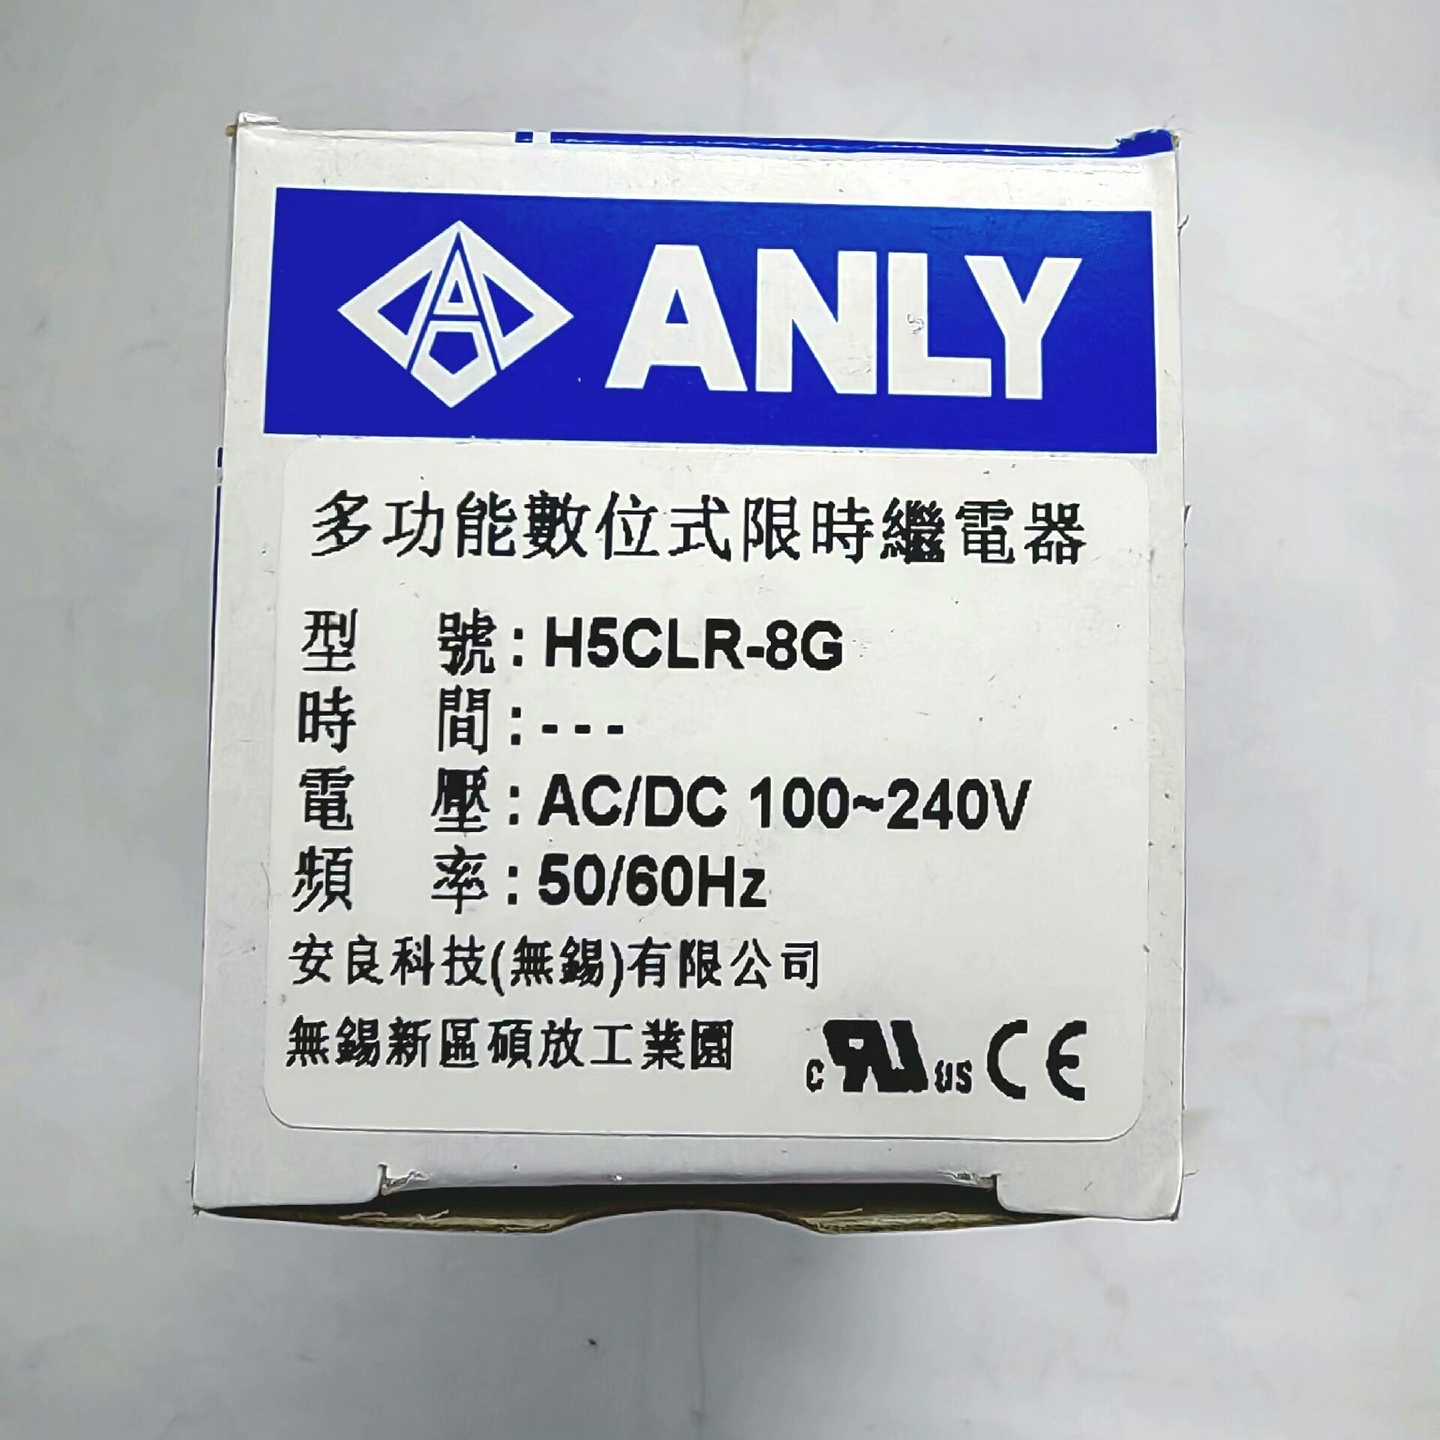 ANLY
多功能數位式限時繼電器
型 號：H5CLR-8G
時 間：---
電 壓：AC/DC 100~240V
頻 率：50/60Hz
安良科技(無錫)有限公司
無錫新區碩放工業園
c RU us CE